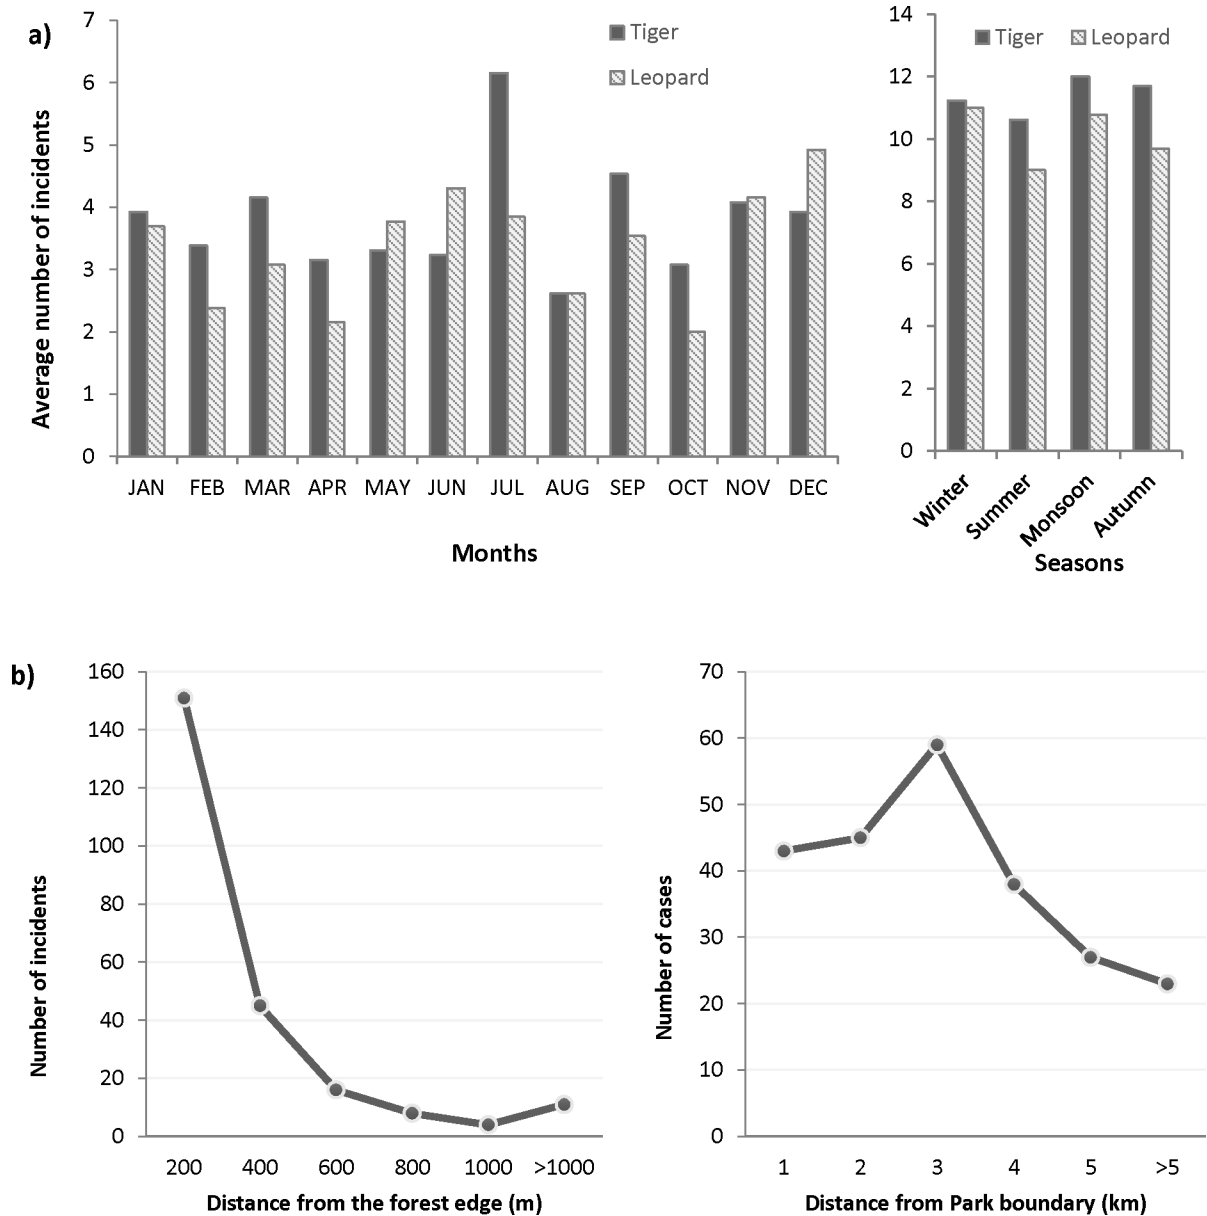 a)
Average number of incidents
7
6
5
4
3
2
1
0
Tiger
Leopard
JAN FEB MAR APR MAY JUN JUL AUG SEP OCT NOV DEC
Months
14
12
10
8
6
4
2
0
Tiger Leopard
Winter Summer Monsoon Autumn
Seasons
b)
Number of incidents
160
140
120
100
80
60
40
20
0
200 400 600 800 1000 >1000
Distance from the forest edge (m)
Number of cases
70
60
50
40
30
20
10
0
1 2 3 4 5 >5
Distance from Park boundary (km)